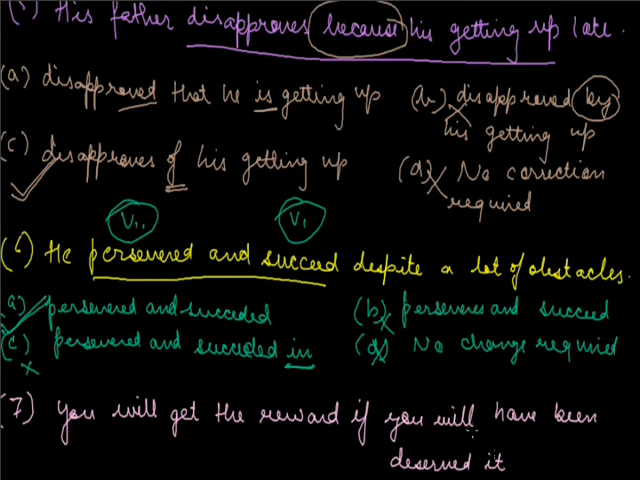 (5) His father disapproves because his getting up late.
(a) disapproved that he is getting up (b) disapproved by
his getting up
(c) disapproves of his getting up (d) No correction
required
V11 V1
(6) He persevered and succeed despite a lot of obstacles.
(a) persevered and succeeded (b) perseveres and succeed
(c) persevered and succeeded in (d) No change required
(7) You will get the reward if you will have been
deserved it